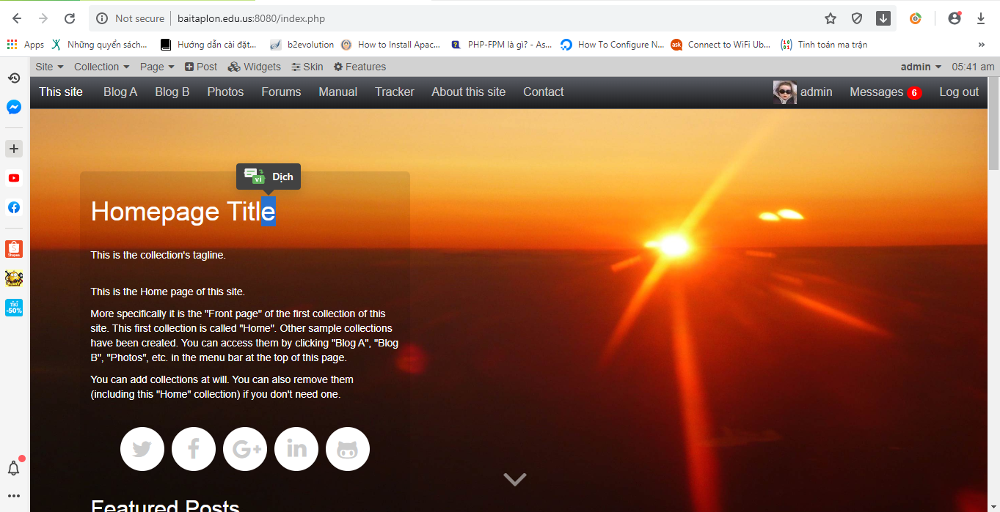 Not secure baitaplon.edu.us:8080/index.php
Apps Những quyển sách... Hướng dẫn cài đặt... b2evolution How to Install Apac... PHP-FPM là gì? - As... How To Configure N... ask Connect to WiFi Ub... Tinh toán ma trận »
Site Collection Page Post Widgets Skin Features admin 05:41 am
This site Blog A Blog B Photos Forums Manual Tracker About this site Contact admin Messages 6 Log out
vi Dịch
Homepage Title
This is the collection's tagline.
This is the Home page of this site.
More specifically it is the "Front page" of the first collection of this
site. This first collection is called "Home". Other sample collections
have been created. You can access them by clicking "Blog A", "Blog
B", "Photos", etc. in the menu bar at the top of this page.
You can add collections at will. You can also remove them
(including this "Home" collection) if you don't need one.
Featured Posts
Shopee
TIKI
-50%